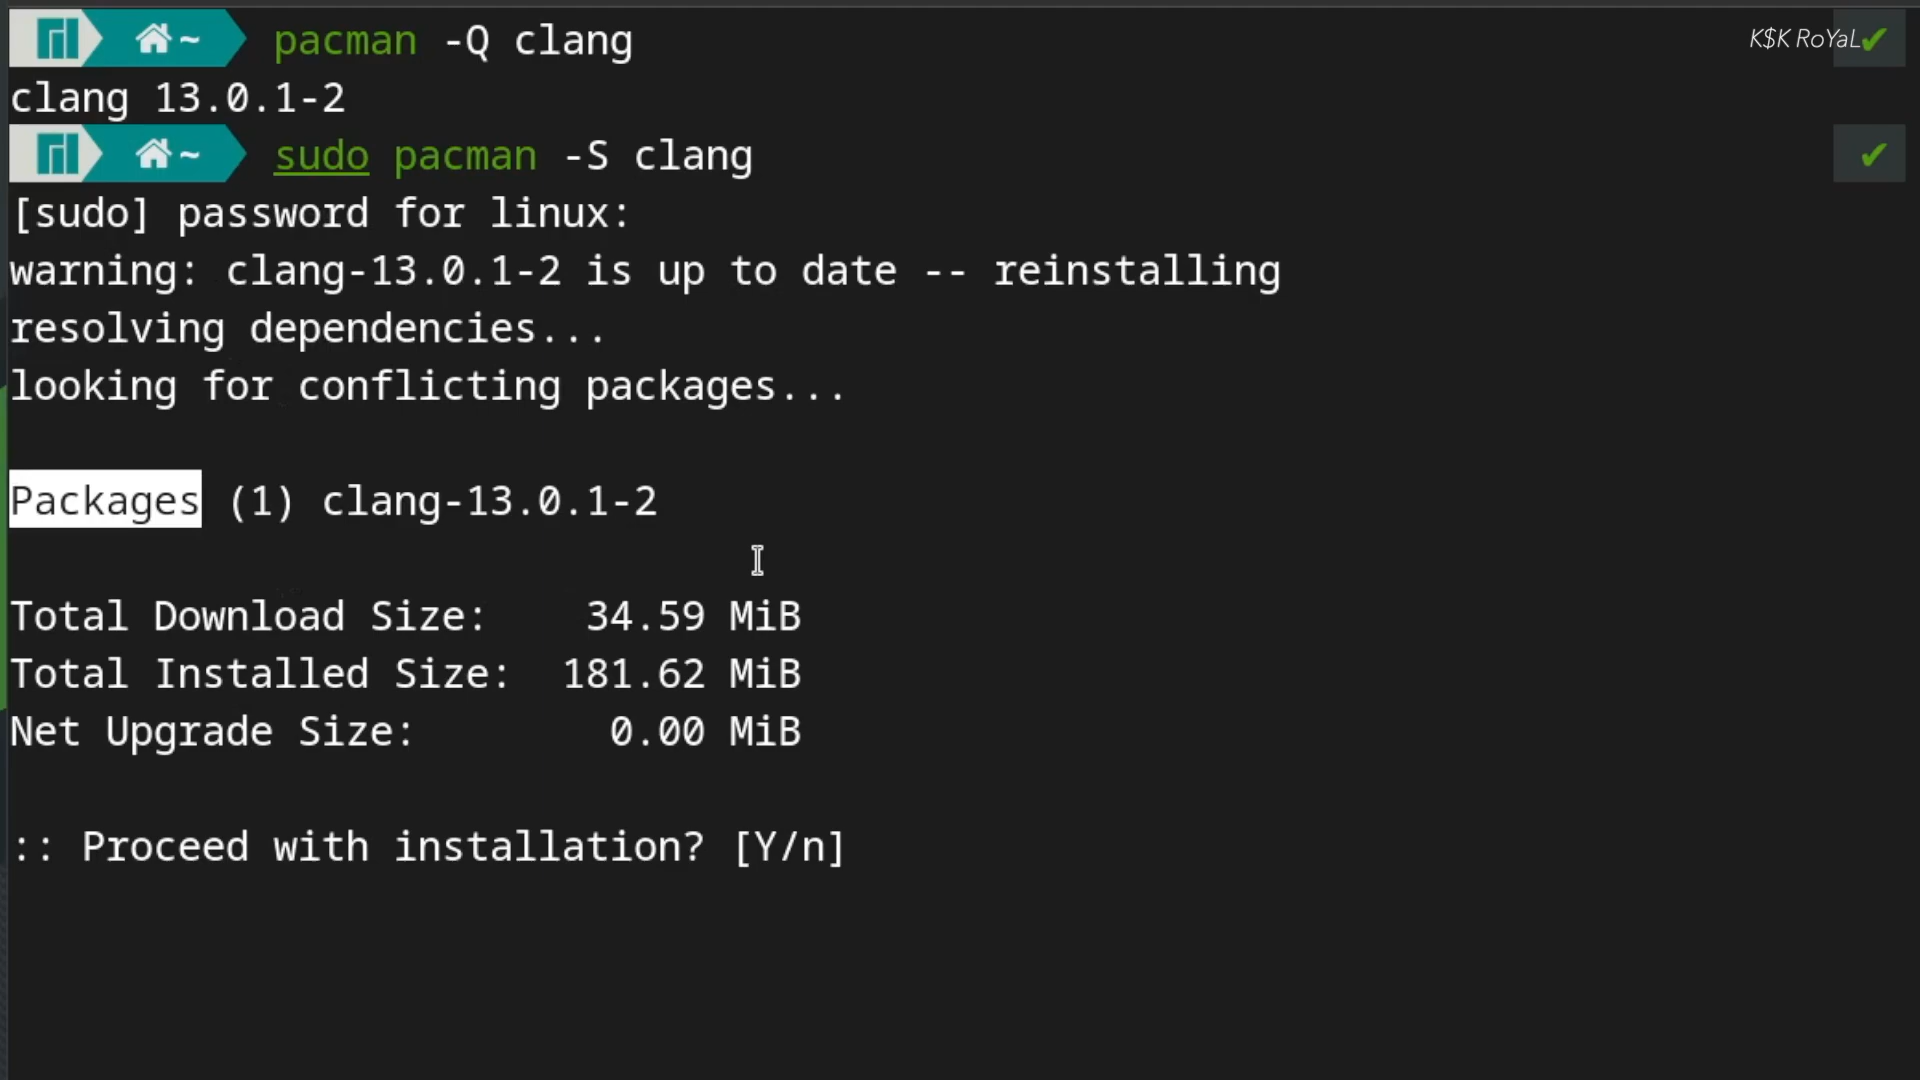 ~ pacman -Q clang
K$K RoYaL✔
clang 13.0.1-2
~ sudo pacman -S clang ✔
[sudo] password for linux:
warning: clang-13.0.1-2 is up to date -- reinstalling
resolving dependencies...
looking for conflicting packages...
Packages (1) clang-13.0.1-2
Total Download Size: 34.59 MiB
Total Installed Size: 181.62 MiB
Net Upgrade Size: 0.00 MiB
:: Proceed with installation? [Y/n]